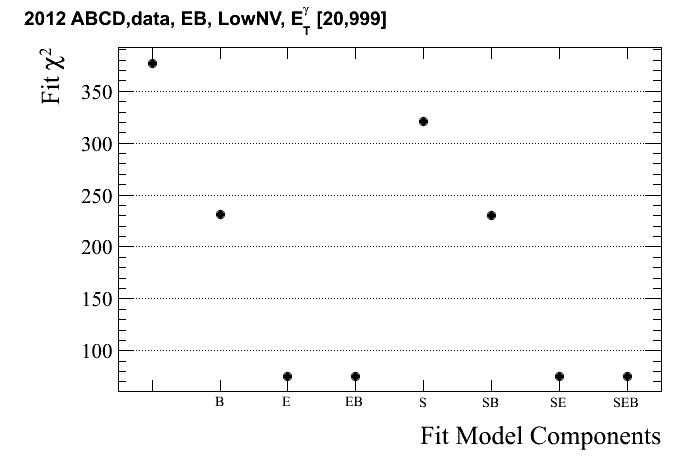 2012 ABCD,data, EB, LowNV, E_T^γ [20,999]
Fit χ²
350
300
250
200
150
100
B E EB S SB SE SEB
Fit Model Components